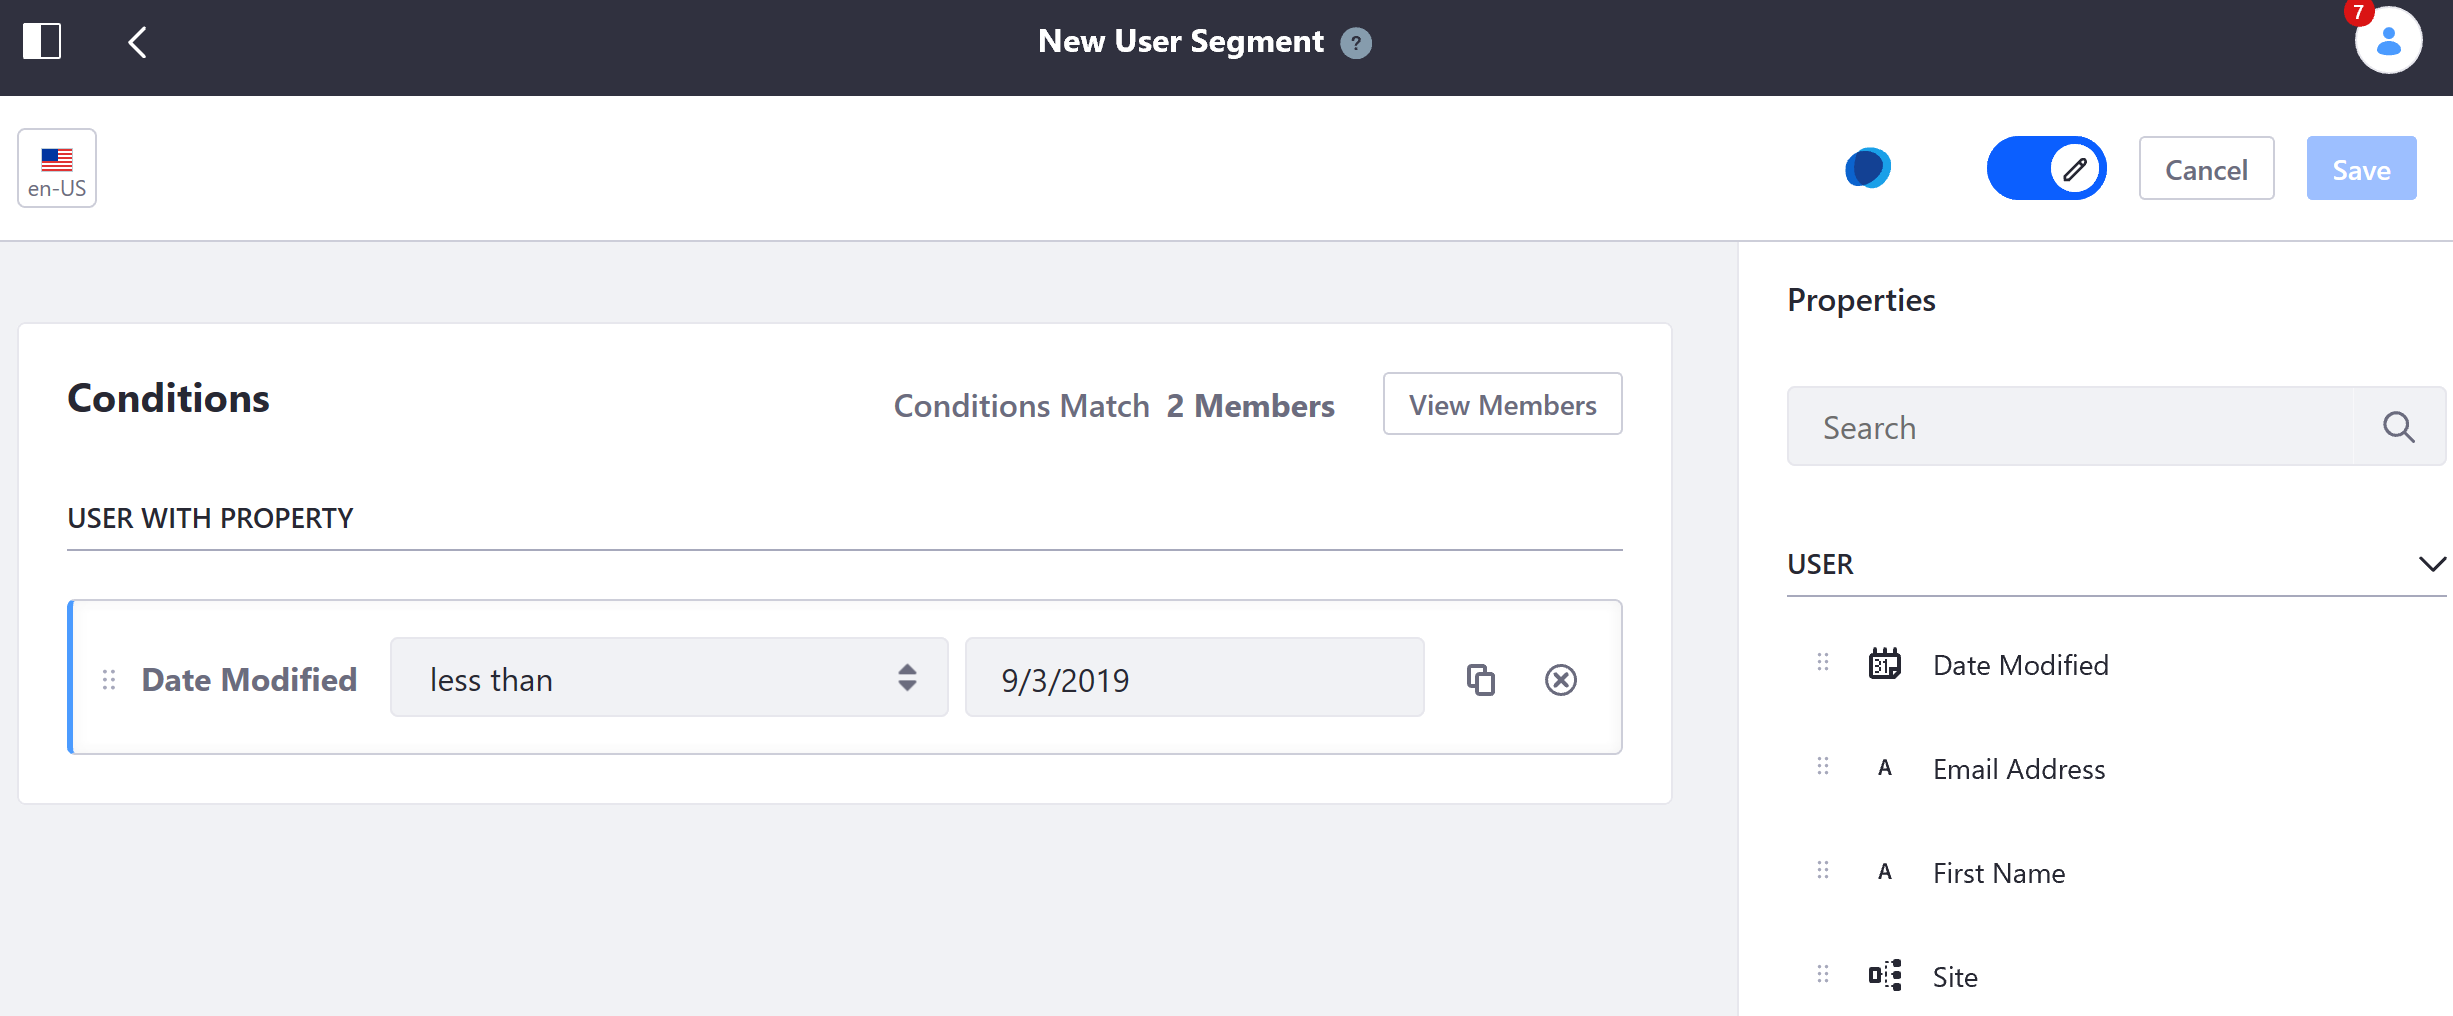 New User Segment ?
7
en-US
Cancel
Save
Conditions
Conditions Match 2 Members
View Members
USER WITH PROPERTY
Date Modified
less than
9/3/2019
Properties
Search
USER
31 Date Modified
A Email Address
A First Name
Site